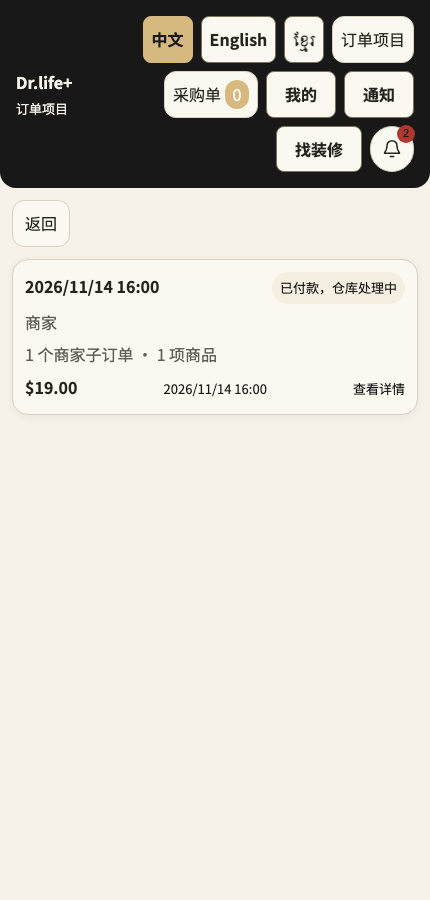 中文 English ខ្មែរ 订单项目
Dr.life+
订单项目
采购单 0 我的 通知
找装修 2
返回
2026/11/14 16:00 已付款，仓库处理中
商家
1 个商家子订单 · 1 项商品
$19.00 2026/11/14 16:00 查看详情